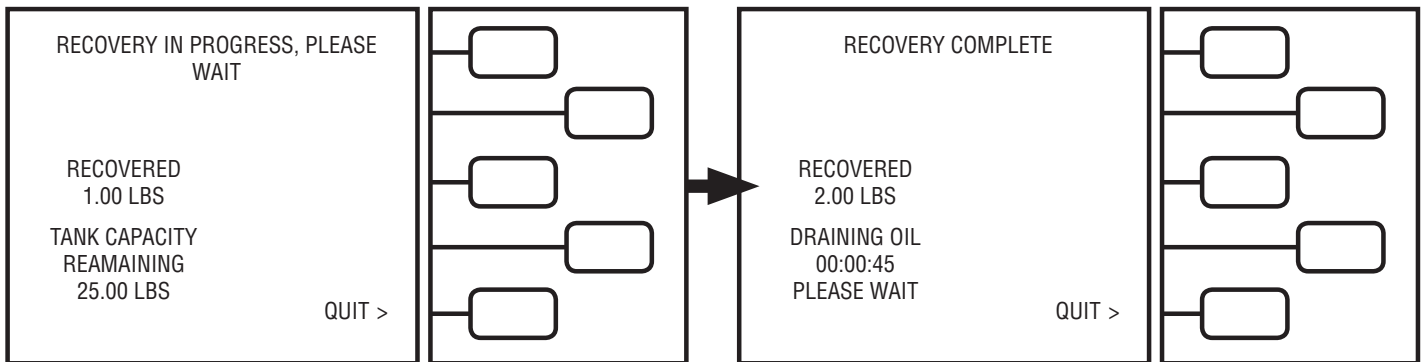 RECOVERY IN PROGRESS, PLEASE
WAIT
RECOVERED
1.00 LBS
TANK CAPACITY
REAMAINING
25.00 LBS
QUIT >
RECOVERY COMPLETE
RECOVERED
2.00 LBS
DRAINING OIL
00:00:45
PLEASE WAIT
QUIT >